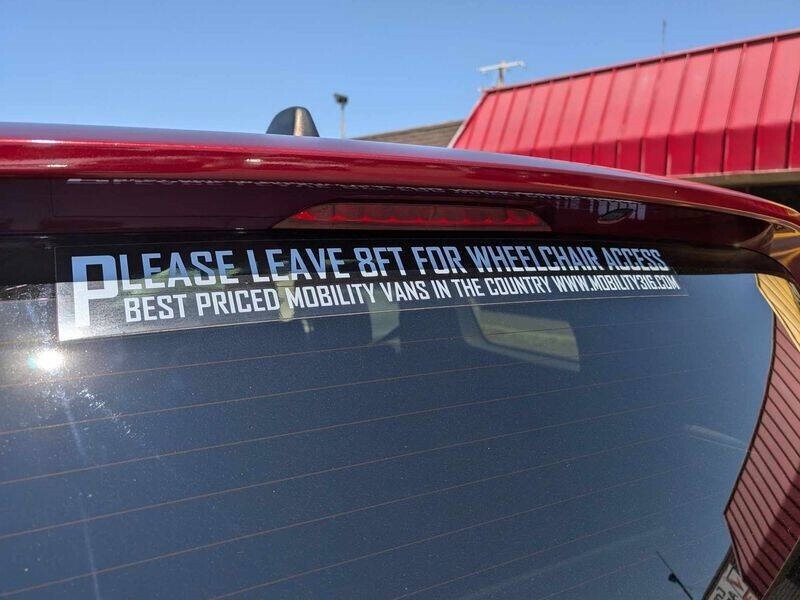 PLEASE LEAVE 8FT FOR WHEELCHAIR ACCESS
BEST PRICED MOBILITY VANS IN THE COUNTRY WWW.MOBILITY316.COM